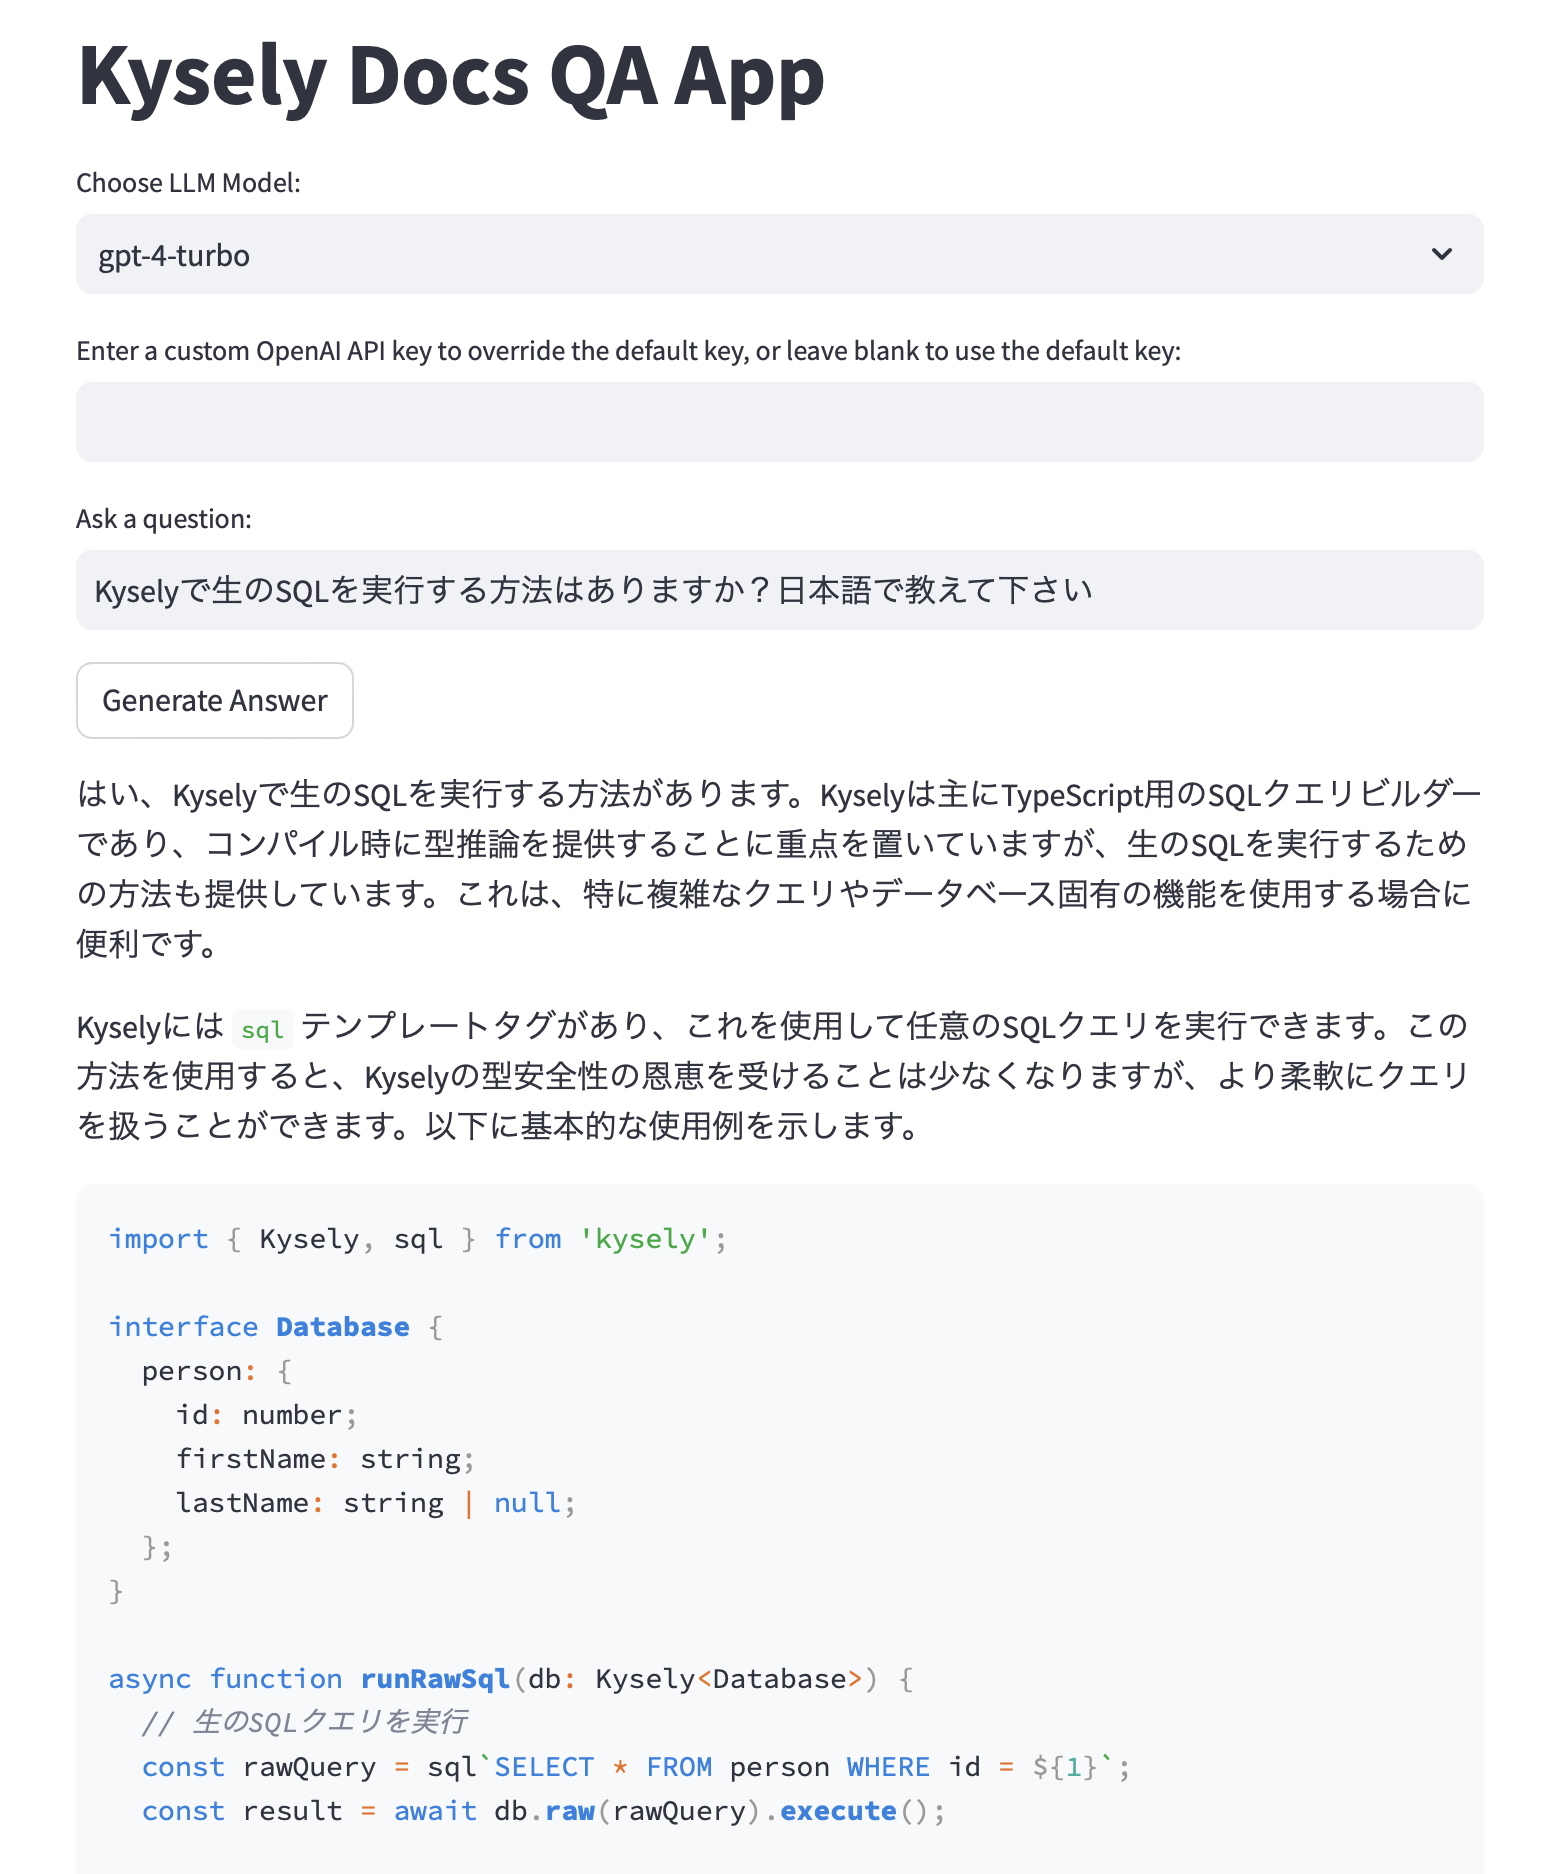 Kysely Docs QA App
Choose LLM Model:
gpt-4-turbo
Enter a custom OpenAI API key to override the default key, or leave blank to use the default key:
Ask a question:
Kyselyで生のSQLを実行する方法はありますか？日本語で教えて下さい
Generate Answer
はい、Kyselyで生のSQLを実行する方法があります。Kyselyは主にTypeScript用のSQLクエリビルダー
であり、コンパイル時に型推論を提供することに重点を置いていますが、生のSQLを実行するため
の方法も提供しています。これは、特に複雑なクエリやデータベース固有の機能を使用する場合に
便利です。
Kyselyには sql テンプレートタグがあり、これを使用して任意のSQLクエリを実行できます。この
方法を使用すると、Kyselyの型安全性の恩恵を受けることは少なくなりますが、より柔軟にクエリ
を扱うことができます。以下に基本的な使用例を示します。
import { Kysely, sql } from 'kysely';
interface Database {
  person: {
    id: number;
    firstName: string;
    lastName: string | null;
  };
}
async function runRawSql(db: Kysely<Database>) {
  // 生のSQLクエリを実行
  const rawQuery = sql`SELECT * FROM person WHERE id = ${1}`;
  const result = await db.raw(rawQuery).execute();